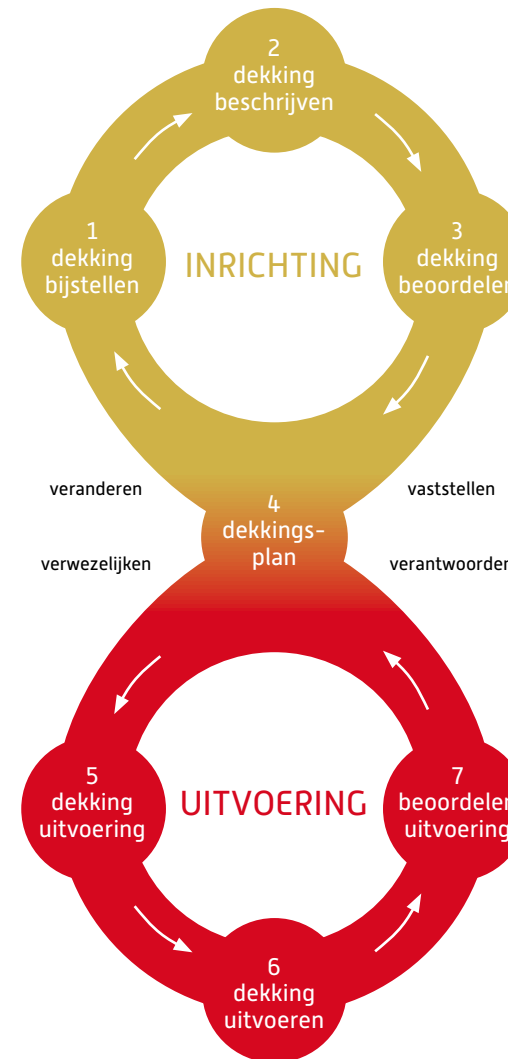 2
dekking
beschrijven
1
dekking
bijstellen
INRICHTING
3
dekking
beoordelen
veranderen
vaststellen
4
dekkings-
plan
verwezelijken
verantwoorden
5
dekking
uitvoering
UITVOERING
7
beoordelen
uitvoering
6
dekking
uitvoeren